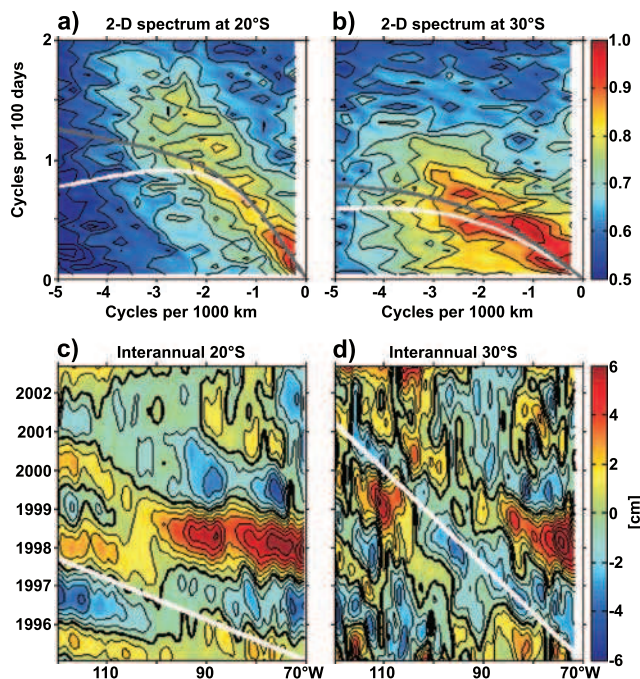 a) 2-D spectrum at 20°S
b) 2-D spectrum at 30°S
Cycles per 100 days
2
1
0
-5 -4 -3 -2 -1 0
Cycles per 1000 km
-5 -4 -3 -2 -1 0
Cycles per 1000 km
1.0
0.9
0.8
0.7
0.6
0.5
c) Interannual 20°S
d) Interannual 30°S
2002
2001
2000
1999
1998
1997
1996
110 90 70°W
110 90 70°W
6
4
2
0
-2
-4
-6
[cm]